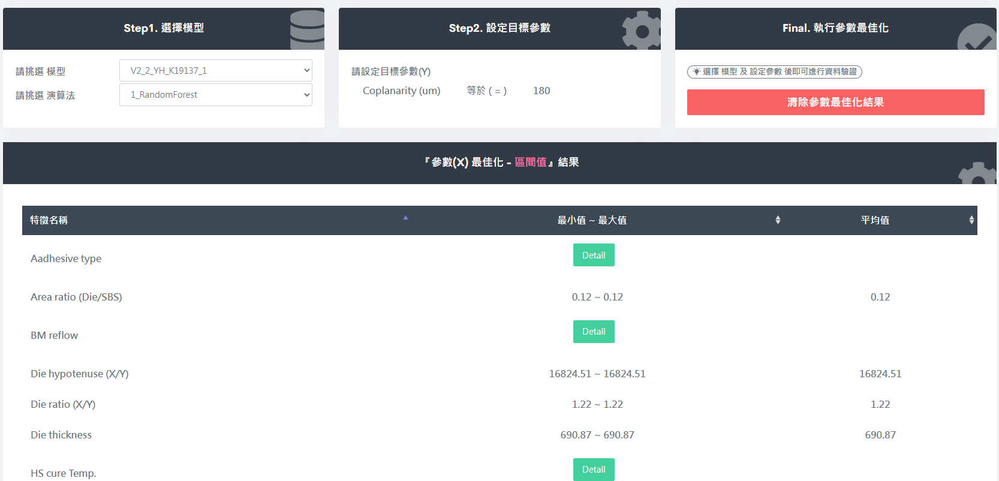 Step1. 選擇模型
請挑選 模型
V2_2_YH_K19137_1
請挑選 演算法
1_RandomForest
Step2. 設定目標參數
請設定目標參數(Y)
Coplanarity (um) 等於 ( = ) 180
Final. 執行參數最佳化
選擇 模型 及 設定參數 後即可進行資料驗證
清除參數最佳化結果
『參數(X) 最佳化 - 區間值』結果
特徵名稱 最小值 ~ 最大值 平均值
Aadhesive type Detail
Area ratio (Die/SBS) 0.12 ~ 0.12 0.12
BM reflow Detail
Die hypotenuse (X/Y) 16824.51 ~ 16824.51 16824.51
Die ratio (X/Y) 1.22 ~ 1.22 1.22
Die thickness 690.87 ~ 690.87 690.87
HS cure Temp. Detail